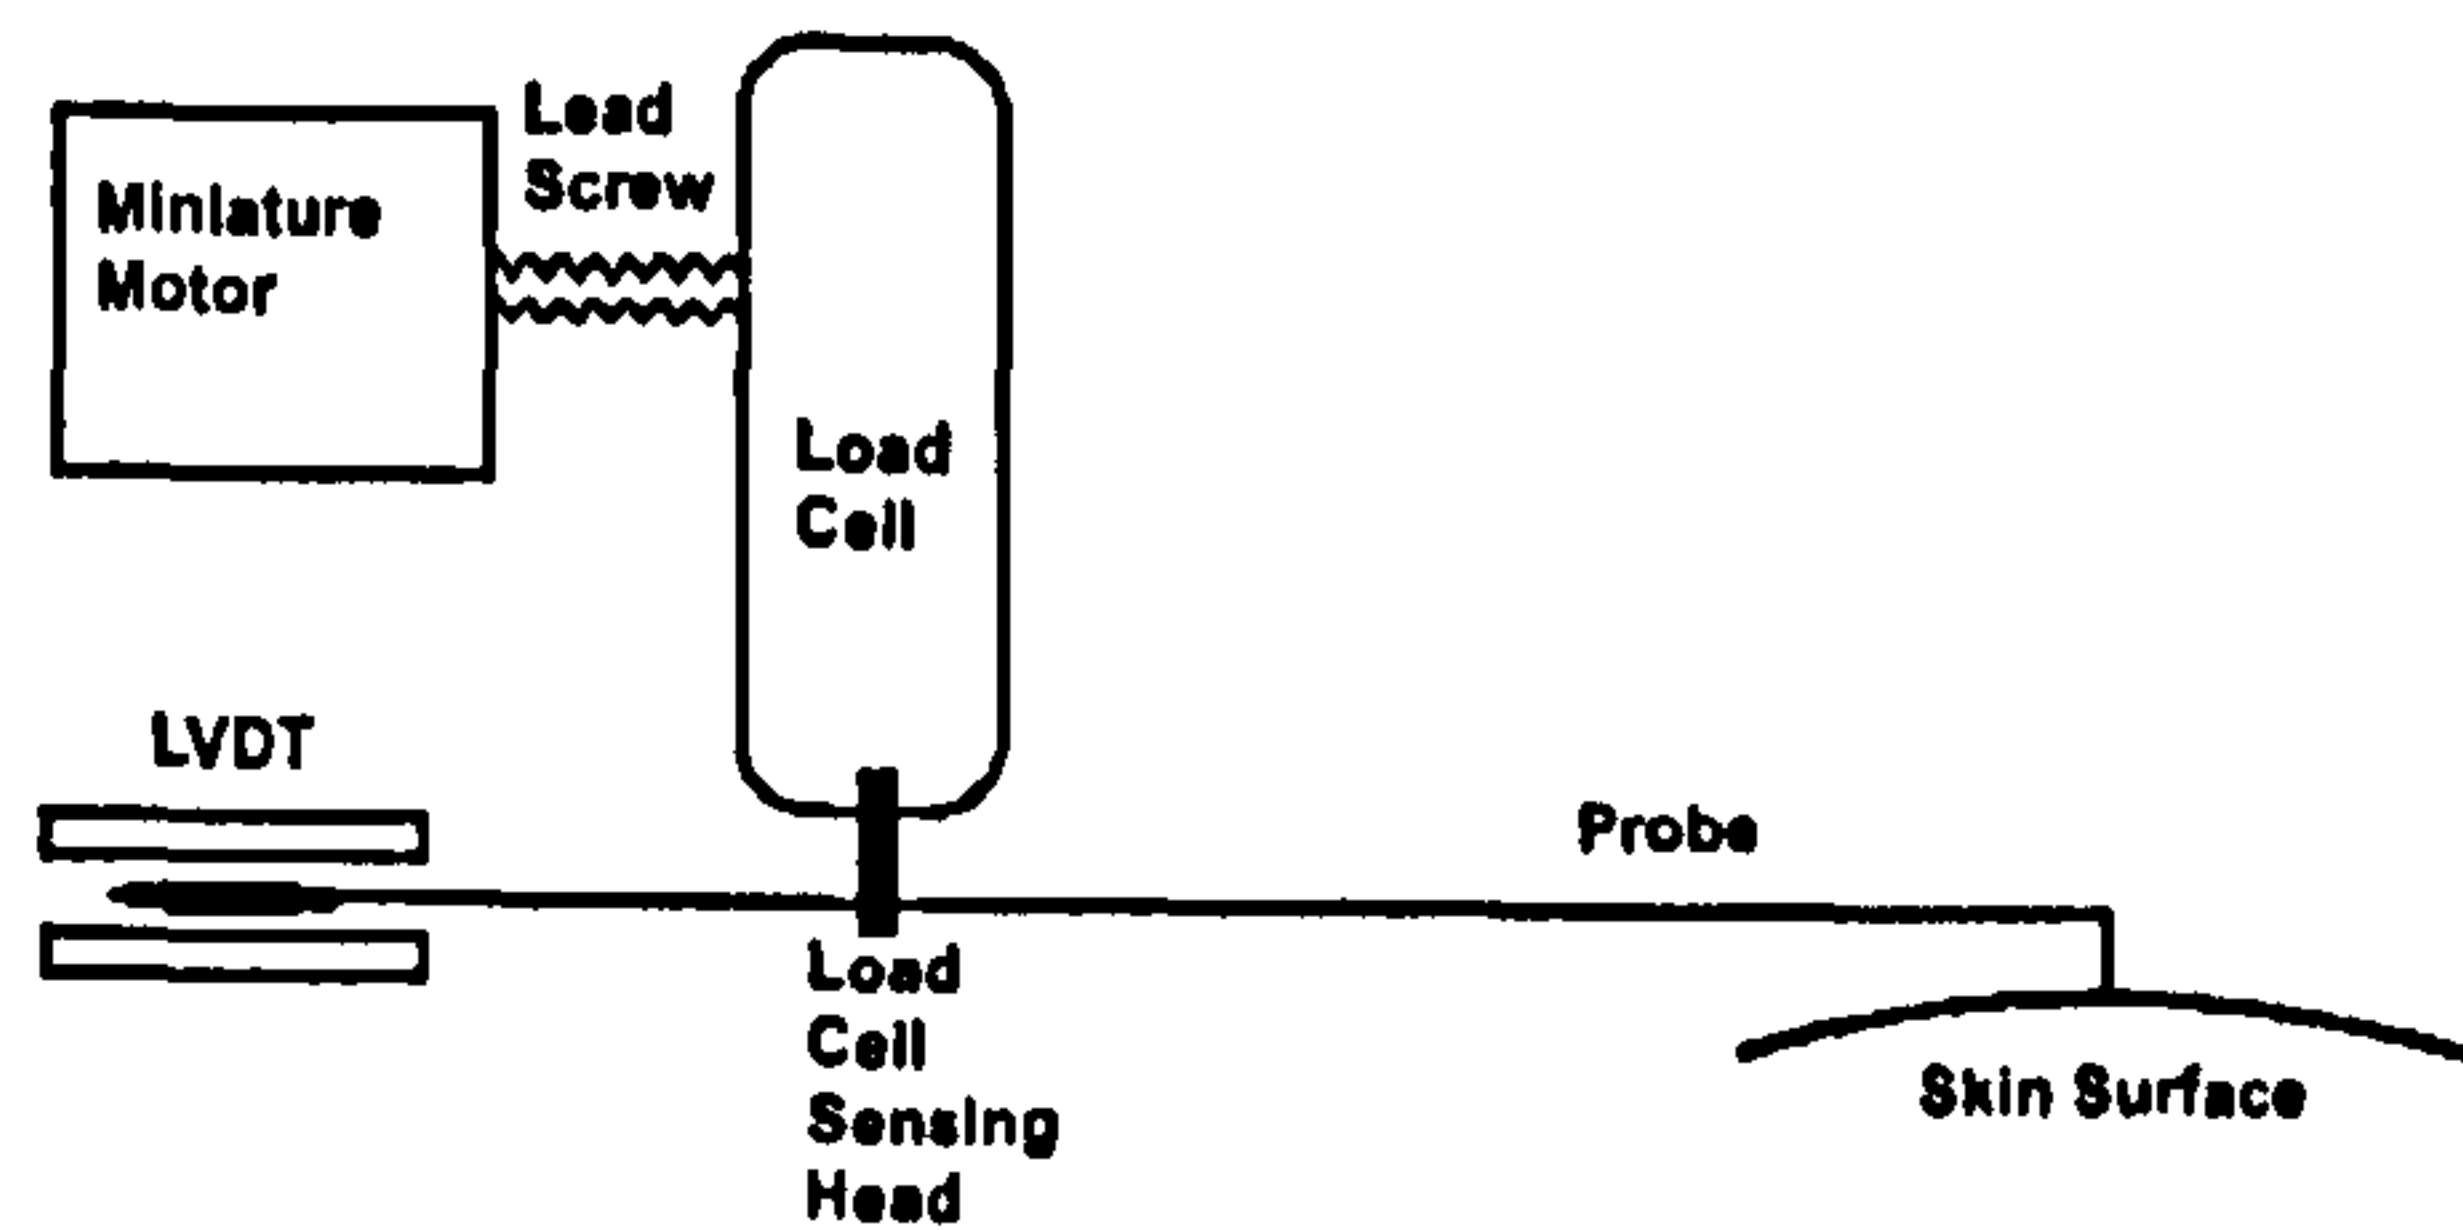 Miniature
Motor
Lead
Screw
Load
Cell
LVDT
Probe
Load
Cell
Sensing
Head
Skin Surface